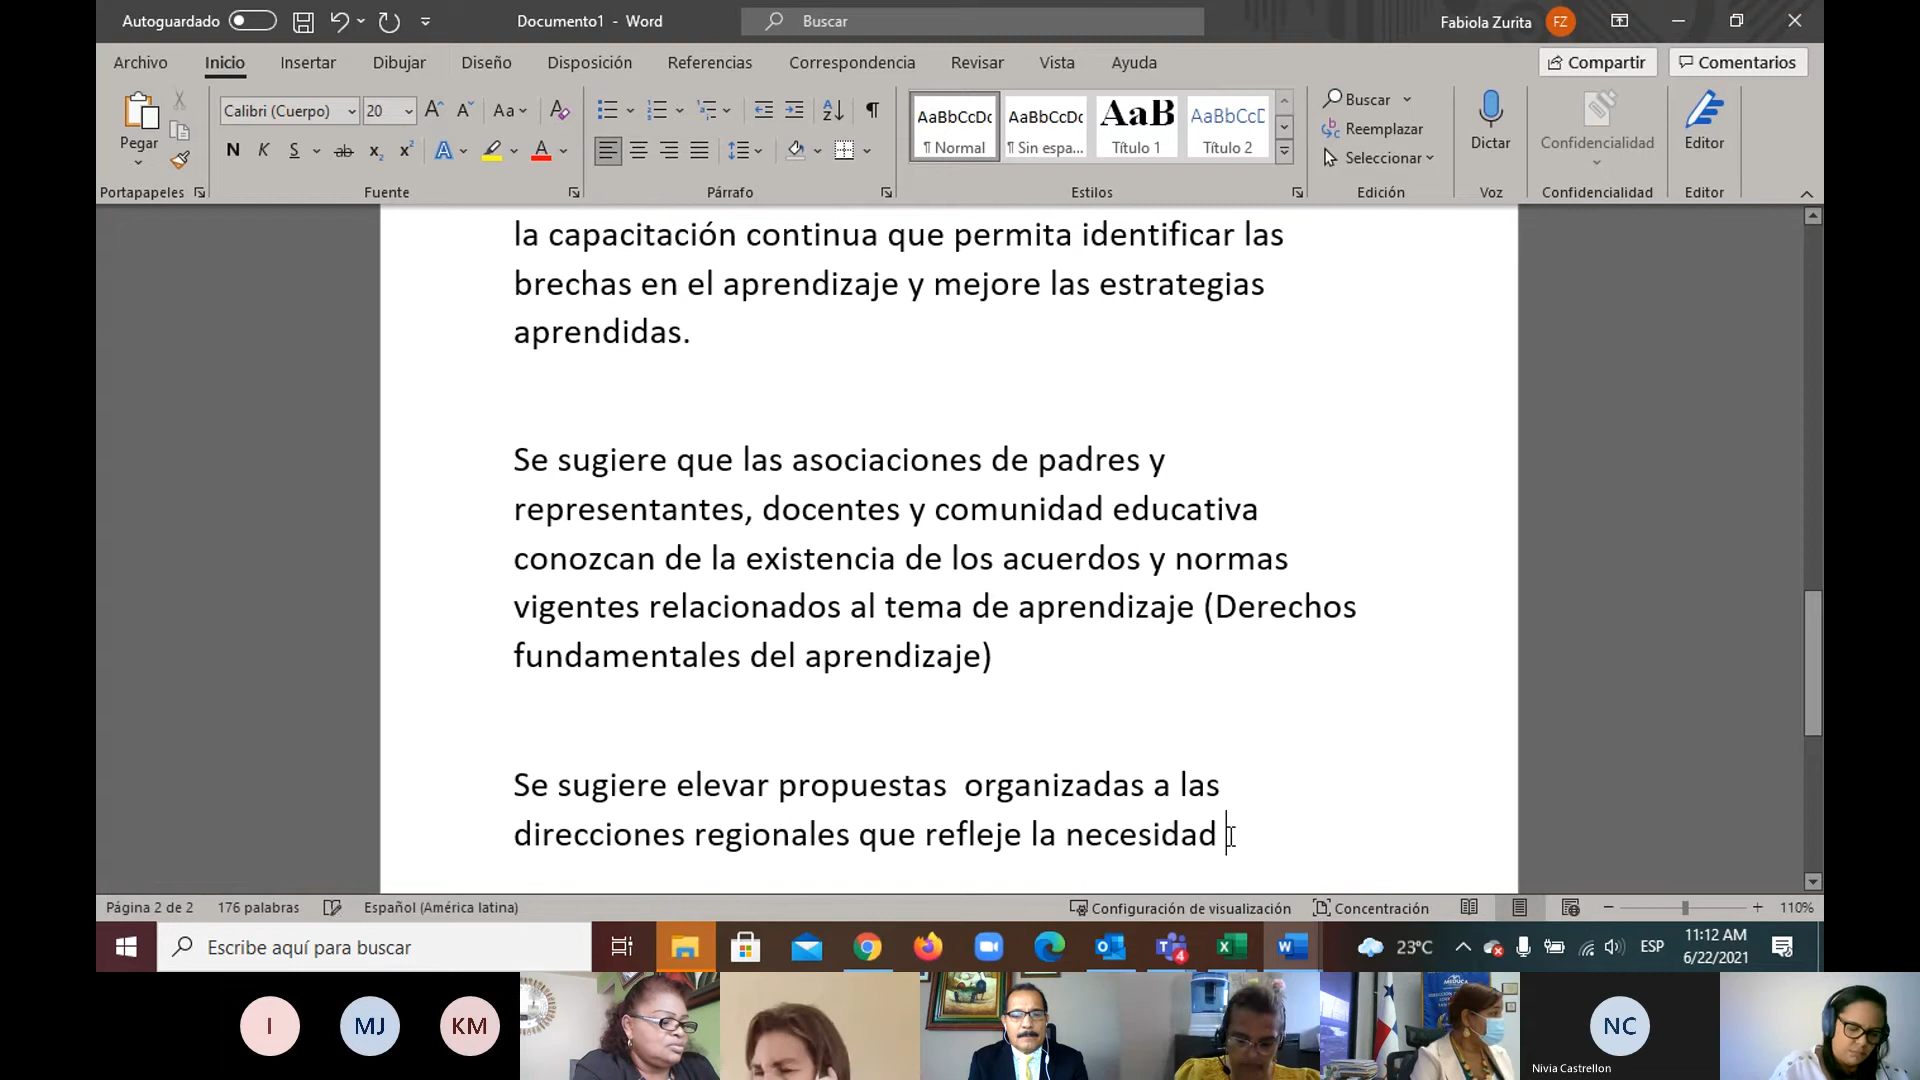 Autoguardado
Documento1 - Word
Buscar
Fabiola Zurita
FZ
Archivo Inicio Insertar Dibujar Diseño Disposición Referencias Correspondencia Revisar Vista Ayuda
Compartir
Comentarios
Pegar
Portapapeles
Calibri (Cuerpo) 20
Aa
N K S ab x₂ x²
Fuente
Párrafo
AaBbCcDc AaBbCcDc AaB AaBbCcD
¶ Normal ¶ Sin espa... Título 1 Título 2
Estilos
Buscar
Reemplazar
Seleccionar
Edición
Dictar
Voz
Confidencialidad
Confidencialidad
Editor
Editor
la capacitación continua que permita identificar las
brechas en el aprendizaje y mejore las estrategias
aprendidas.
Se sugiere que las asociaciones de padres y
representantes, docentes y comunidad educativa
conozcan de la existencia de los acuerdos y normas
vigentes relacionados al tema de aprendizaje (Derechos
fundamentales del aprendizaje)
Se sugiere elevar propuestas  organizadas a las
direcciones regionales que refleje la necesidad
Página 2 de 2 176 palabras Español (América latina)
Configuración de visualización Concentración 110%
Escribe aquí para buscar
4
23°C
ESP
11:12 AM
6/22/2021
I
MJ
KM
MEDUCA
NC
Nivia Castrellon